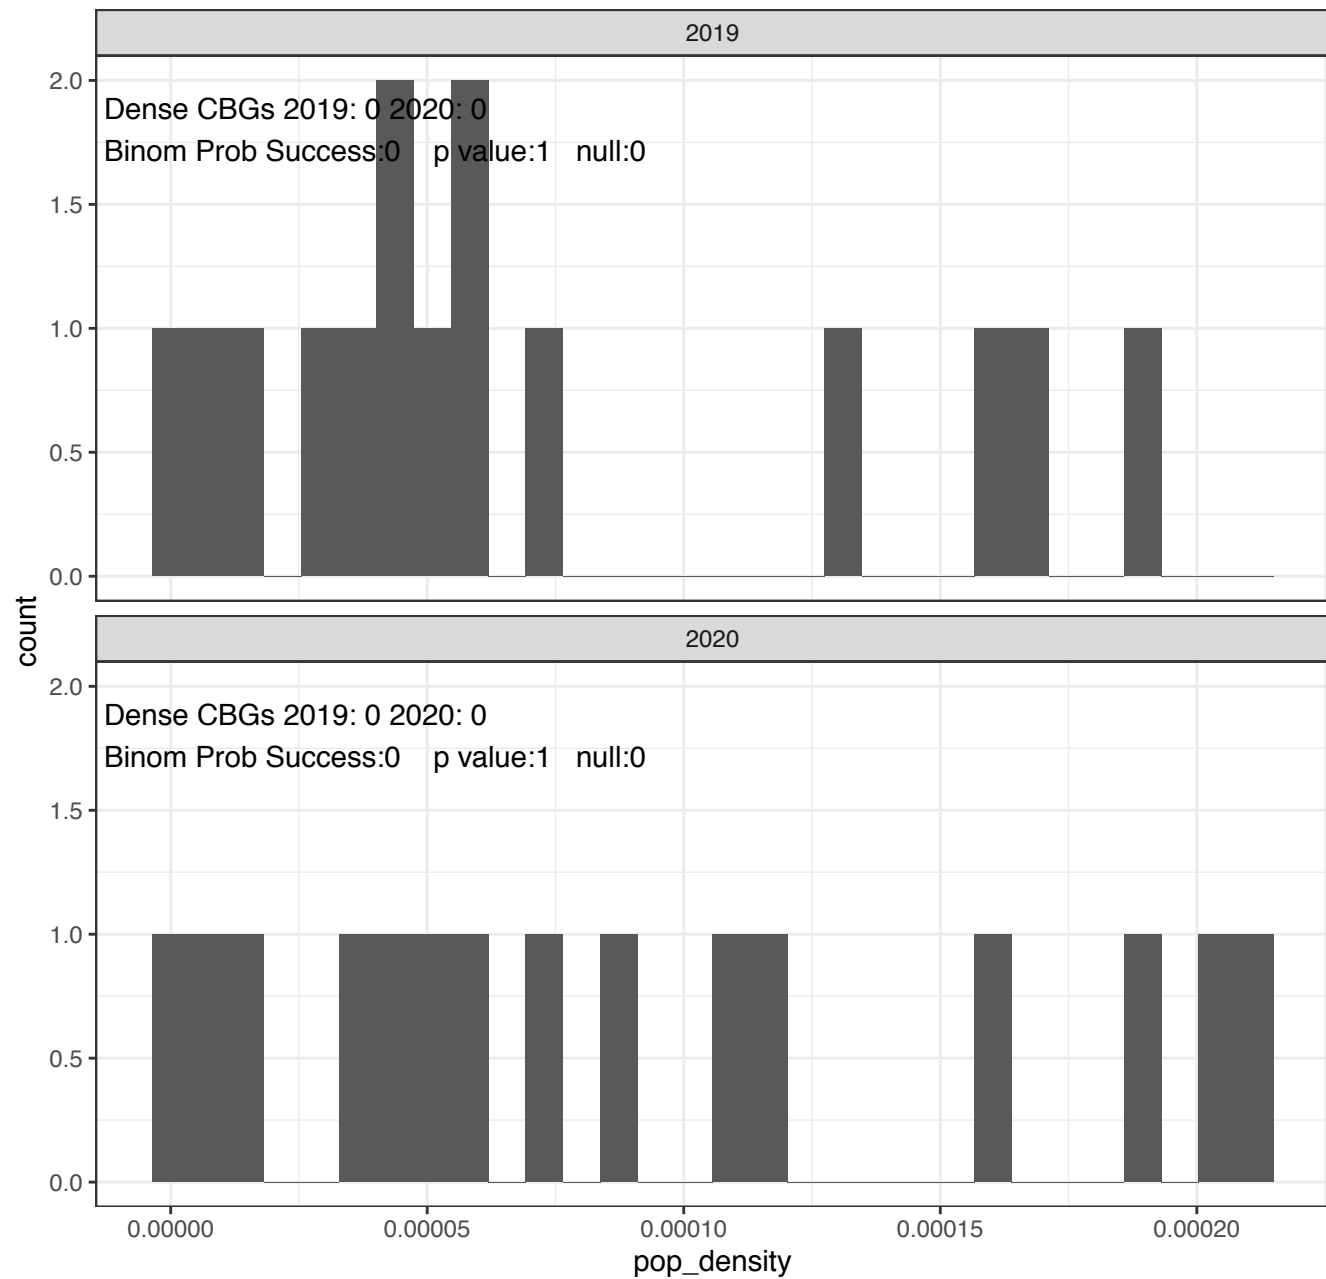 2019
2.0
Dense CBGs 2019: 0 2020: 0
Binom Prob Success:0 p value:1 null:0
1.5
1.0
0.5
0.0
count
2020
2.0
Dense CBGs 2019: 0 2020: 0
Binom Prob Success:0 p value:1 null:0
1.5
1.0
0.5
0.0
0.00000 0.00005 0.00010 0.00015 0.00020
pop_density